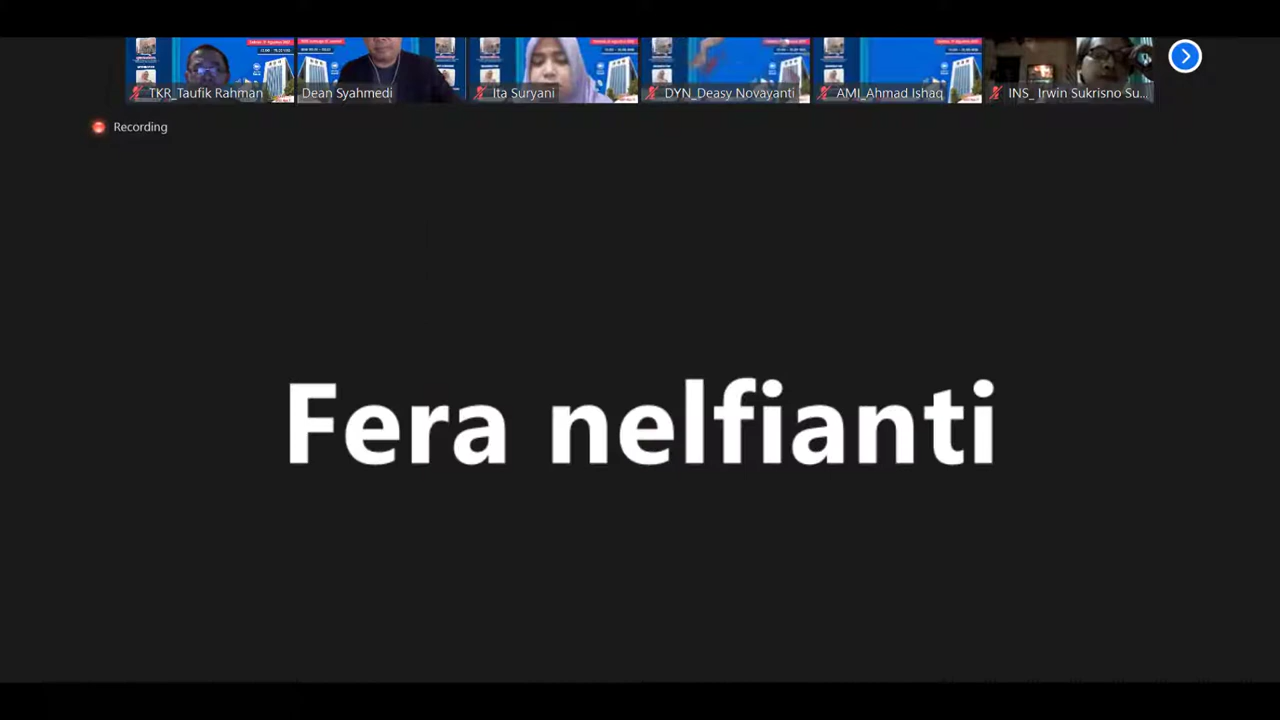 TKR_Taufik Rahman
Dean Syahmedi
Ita Suryani
DYN_Deasy Novayanti
AMI_Ahmad Ishaq
INS_ Irwin Sukrisno Su...
Recording
Fera nelfianti